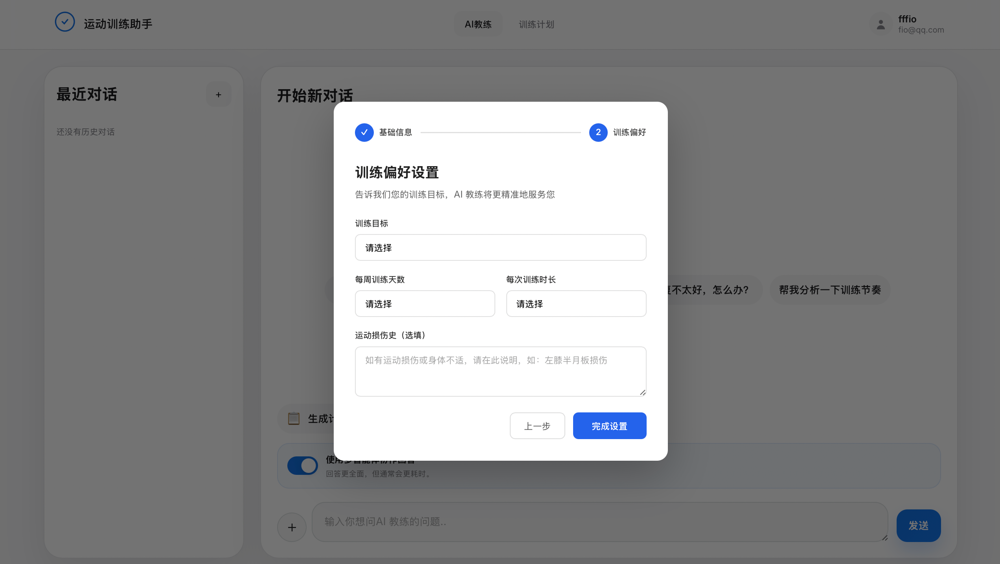 运动训练助手
AI教练
训练计划
fffio
fio@qq.com
最近对话
+
还没有历史对话
开始新对话
基础信息
2 训练偏好
训练偏好设置
告诉我们您的训练目标，AI 教练将更精准地服务您
训练目标
请选择
每周训练天数
每次训练时长
请选择
请选择
运动损伤史（选填）
如有运动损伤或身体不适，请在此说明，如：左膝半月板损伤
上一步
完成设置
不太好，怎么办？
帮我分析一下训练节奏
生成
使用多智能体协作回答
回答更全面，但通常会更耗时。
+
输入你想问AI 教练的问题..
发送